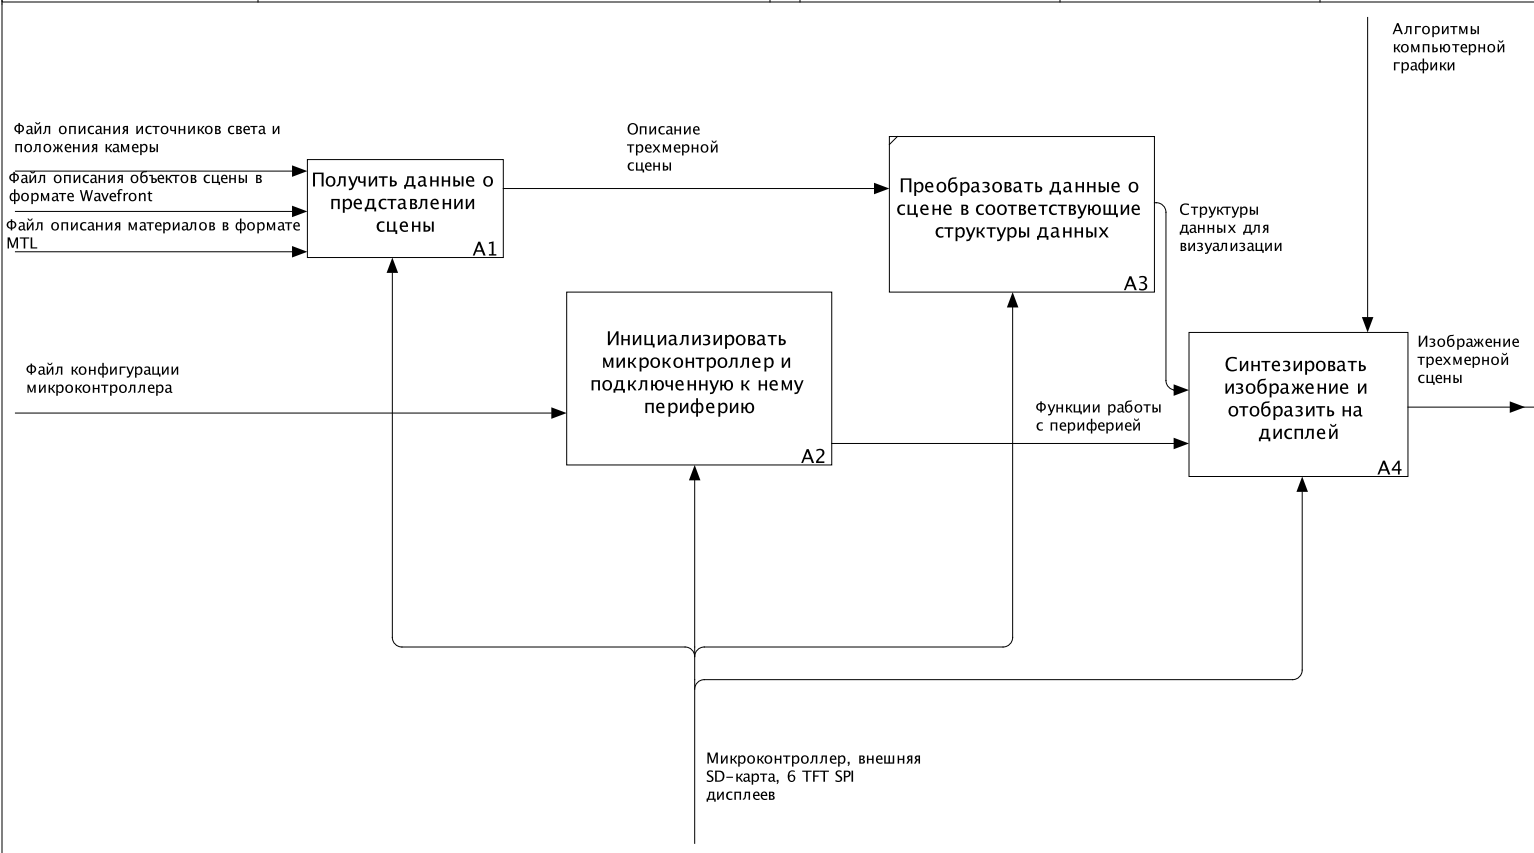 Алгоритмы
компьютерной
графики
Файл описания источников света и
положения камеры
Файл описания объектов сцены в
формате Wavefront
Файл описания материалов в формате
MTL
Получить данные о
представлении
сцены
A1
Описание
трехмерной
сцены
Преобразовать данные о
сцене в соответствующие
структуры данных
A3
Структуры
данных для
визуализации
Файл конфигурации
микроконтроллера
Инициализировать
микроконтроллер и
подключенную к нему
периферию
A2
Функции работы
с периферией
Синтезировать
изображение и
отобразить на
дисплей
A4
Изображение
трехмерной
сцены
Микроконтроллер, внешняя
SD-карта, 6 TFT SPI
дисплеев